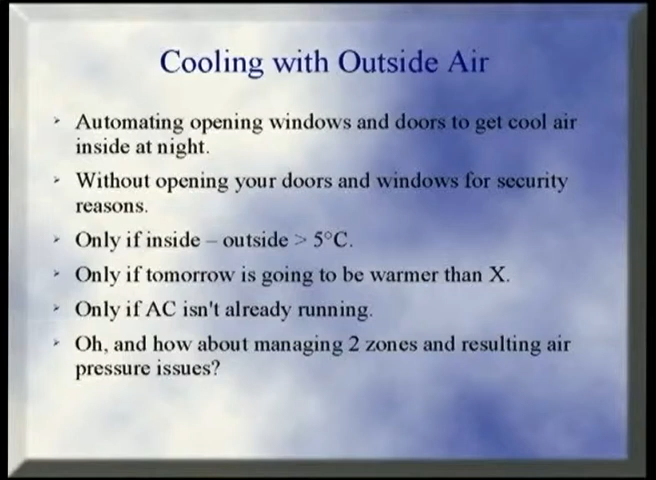 Cooling with Outside Air
Automating opening windows and doors to get cool air
inside at night.
Without opening your doors and windows for security
reasons.
Only if inside – outside > 5°C.
Only if tomorrow is going to be warmer than X.
Only if AC isn't already running.
Oh, and how about managing 2 zones and resulting air
pressure issues?